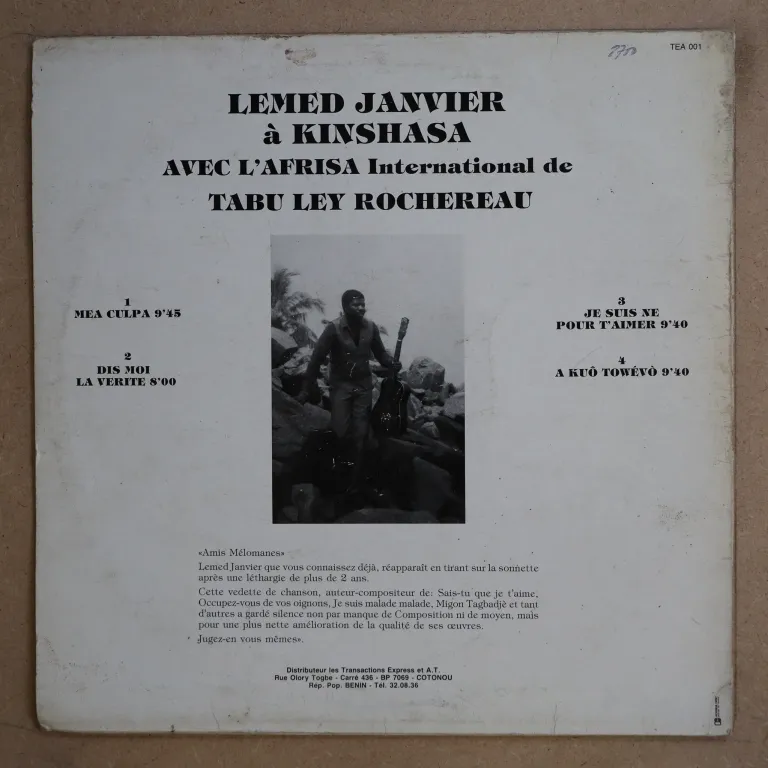 2700
TEA 001
LEMED JANVIER
à KINSHASA
AVEC L'AFRISA International de
TABU LEY ROCHEREAU
1
MEA CULPA 9'45
2
DIS MOI
LA VERITE 8'00
3
JE SUIS NE
POUR T'AIMER 9'40
4
A KUÔ TOWÉVÒ 9'40
«Amis Mélomanes»
Lemed Janvier que vous connaissez déjà, réapparaît en tirant sur la sonnette
après une léthargie de plus de 2 ans.
Cette vedette de chanson, auteur-compositeur de: Sais-tu que je t'aime,
Occupez-vous de vos oignons, Je suis malade malade, Migon Tagbadjè et tant
d'autres a gardé silence non par manque de Composition ni de moyen, mais
pour une plus nette amélioration de la qualité de ses œuvres.
Jugez-en vous mêmes».
Distributeur les Transactions Express et A.T.
Rue Olory Togbe - Carré 436 - BP 7069 - COTONOU
Rép. Pop. BENIN - Tél. 32.08.36